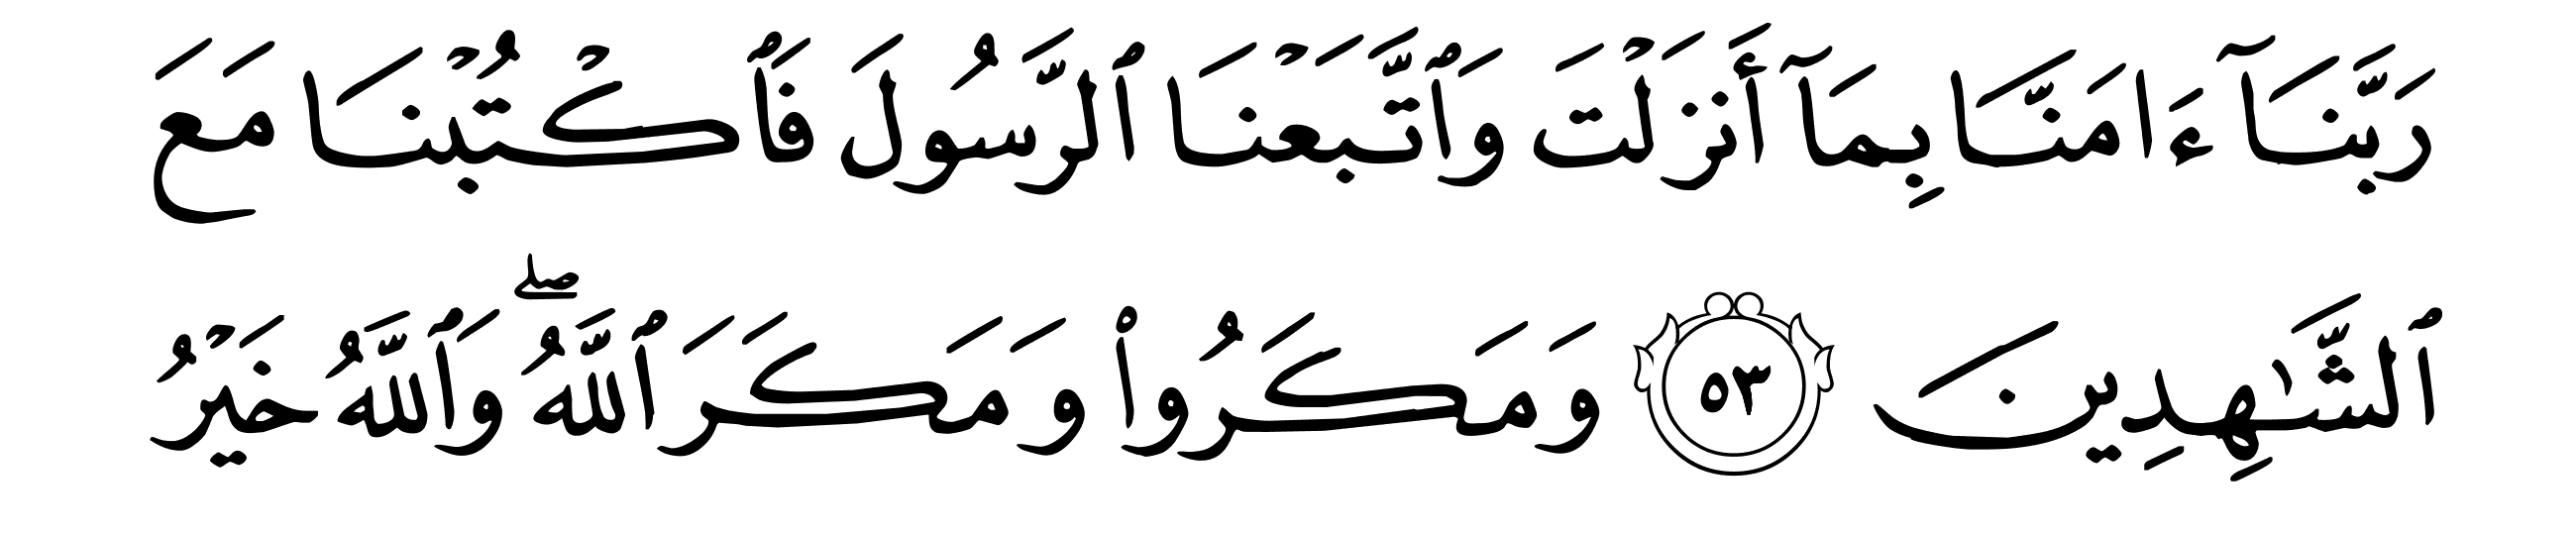 رَبَّنَآ ءَامَنَّا بِمَآ أَنزَلْتَ وَٱتَّبَعْنَا ٱلرَّسُولَ فَٱكْتُبْنَا مَعَ
ٱلشَّـٰهِدِينَ ٥٣ وَمَكَرُوا۟ وَمَكَرَ ٱللَّهُ ۖ وَٱللَّهُ خَيْرُ